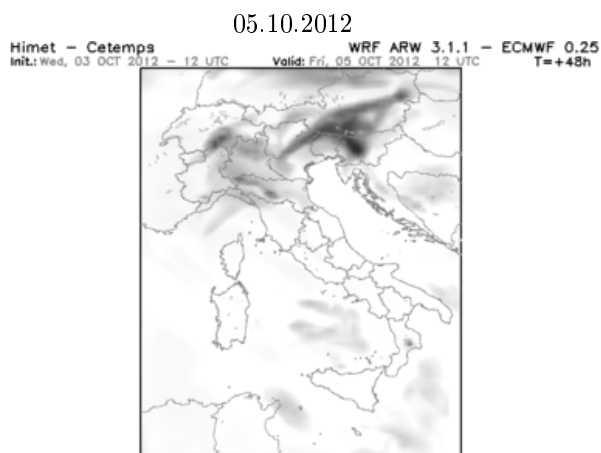 05.10.2012
Himet - Cetemps WRF ARW 3.1.1 - ECMWF 0.25
Init.: Wed, 03 OCT 2012 - 12 UTC Valid: Fri, 05 OCT 2012 12 UTC T=+48h